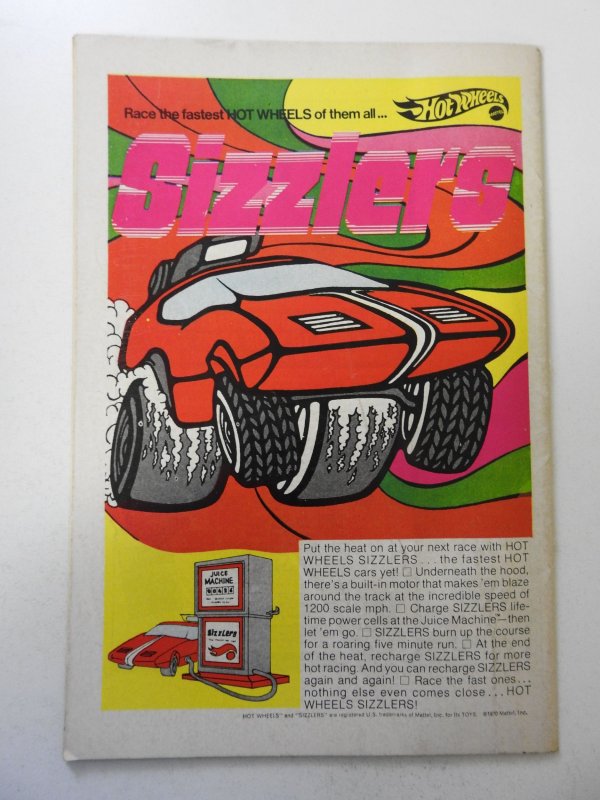 Race the fastest HOT WHEELS of them all...
HOT WHEELS
MATTEL
Sizzlers
JUICE
MACHINE
Sizzlers
Put the heat on at your next race with HOT
WHEELS SIZZLERS... the fastest HOT
WHEELS cars yet! □ Underneath the hood,
there's a built-in motor that makes 'em blaze
around the track at the incredible speed of
1200 scale mph. □ Charge SIZZLERS life-
time power cells at the Juice Machine™—then
let 'em go. □ SIZZLERS burn up the course
for a roaring five minute run. □ At the end
of the heat, recharge SIZZLERS for more
hot racing. And you can recharge SIZZLERS
again and again! □ Race the fast ones...
nothing else even comes close... HOT
WHEELS SIZZLERS!
HOT WHEELS™ and "SIZZLERS" are registered U.S. trademarks of Mattel, Inc. for its TOYS. ©1970 Mattel, Inc.